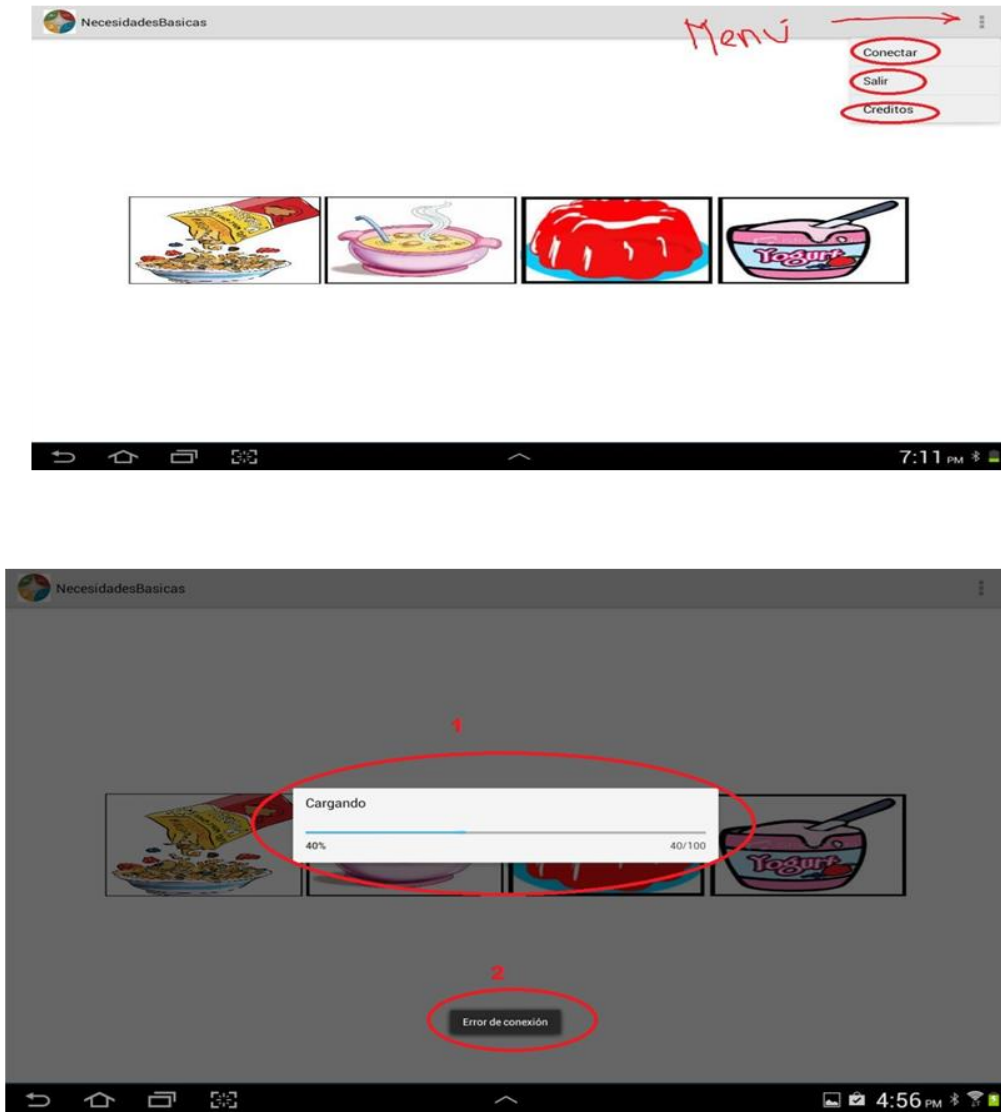 NecesidadesBasicas
Menú
Conectar
Salir
Creditos
Yogurt
7:11 PM
NecesidadesBasicas
1
Cargando
40% 40/100
Yogurt
2
Error de conexión
4:56 PM